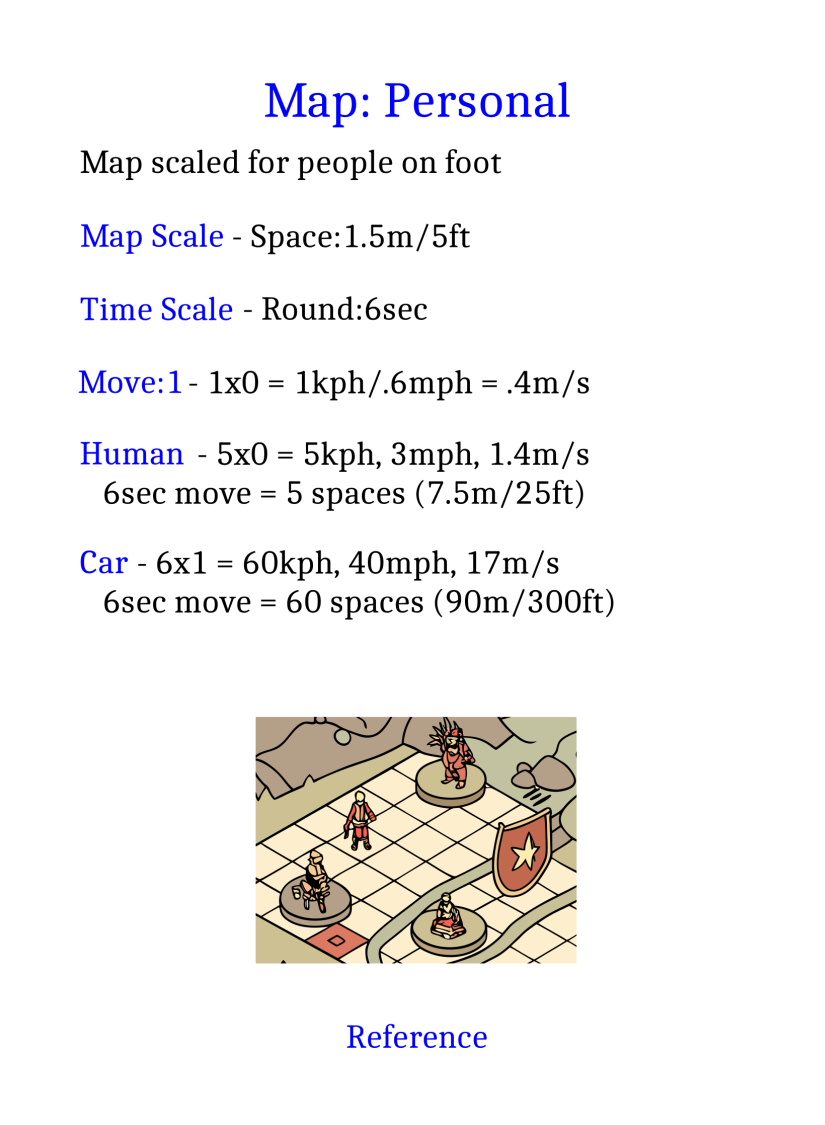 Map: Personal
Map scaled for people on foot
Map Scale - Space:1.5m/5ft
Time Scale - Round:6sec
Move:1 - 1x0 = 1kph/.6mph = .4m/s
Human - 5x0 = 5kph, 3mph, 1.4m/s
6sec move = 5 spaces (7.5m/25ft)
Car - 6x1 = 60kph, 40mph, 17m/s
6sec move = 60 spaces (90m/300ft)
Reference